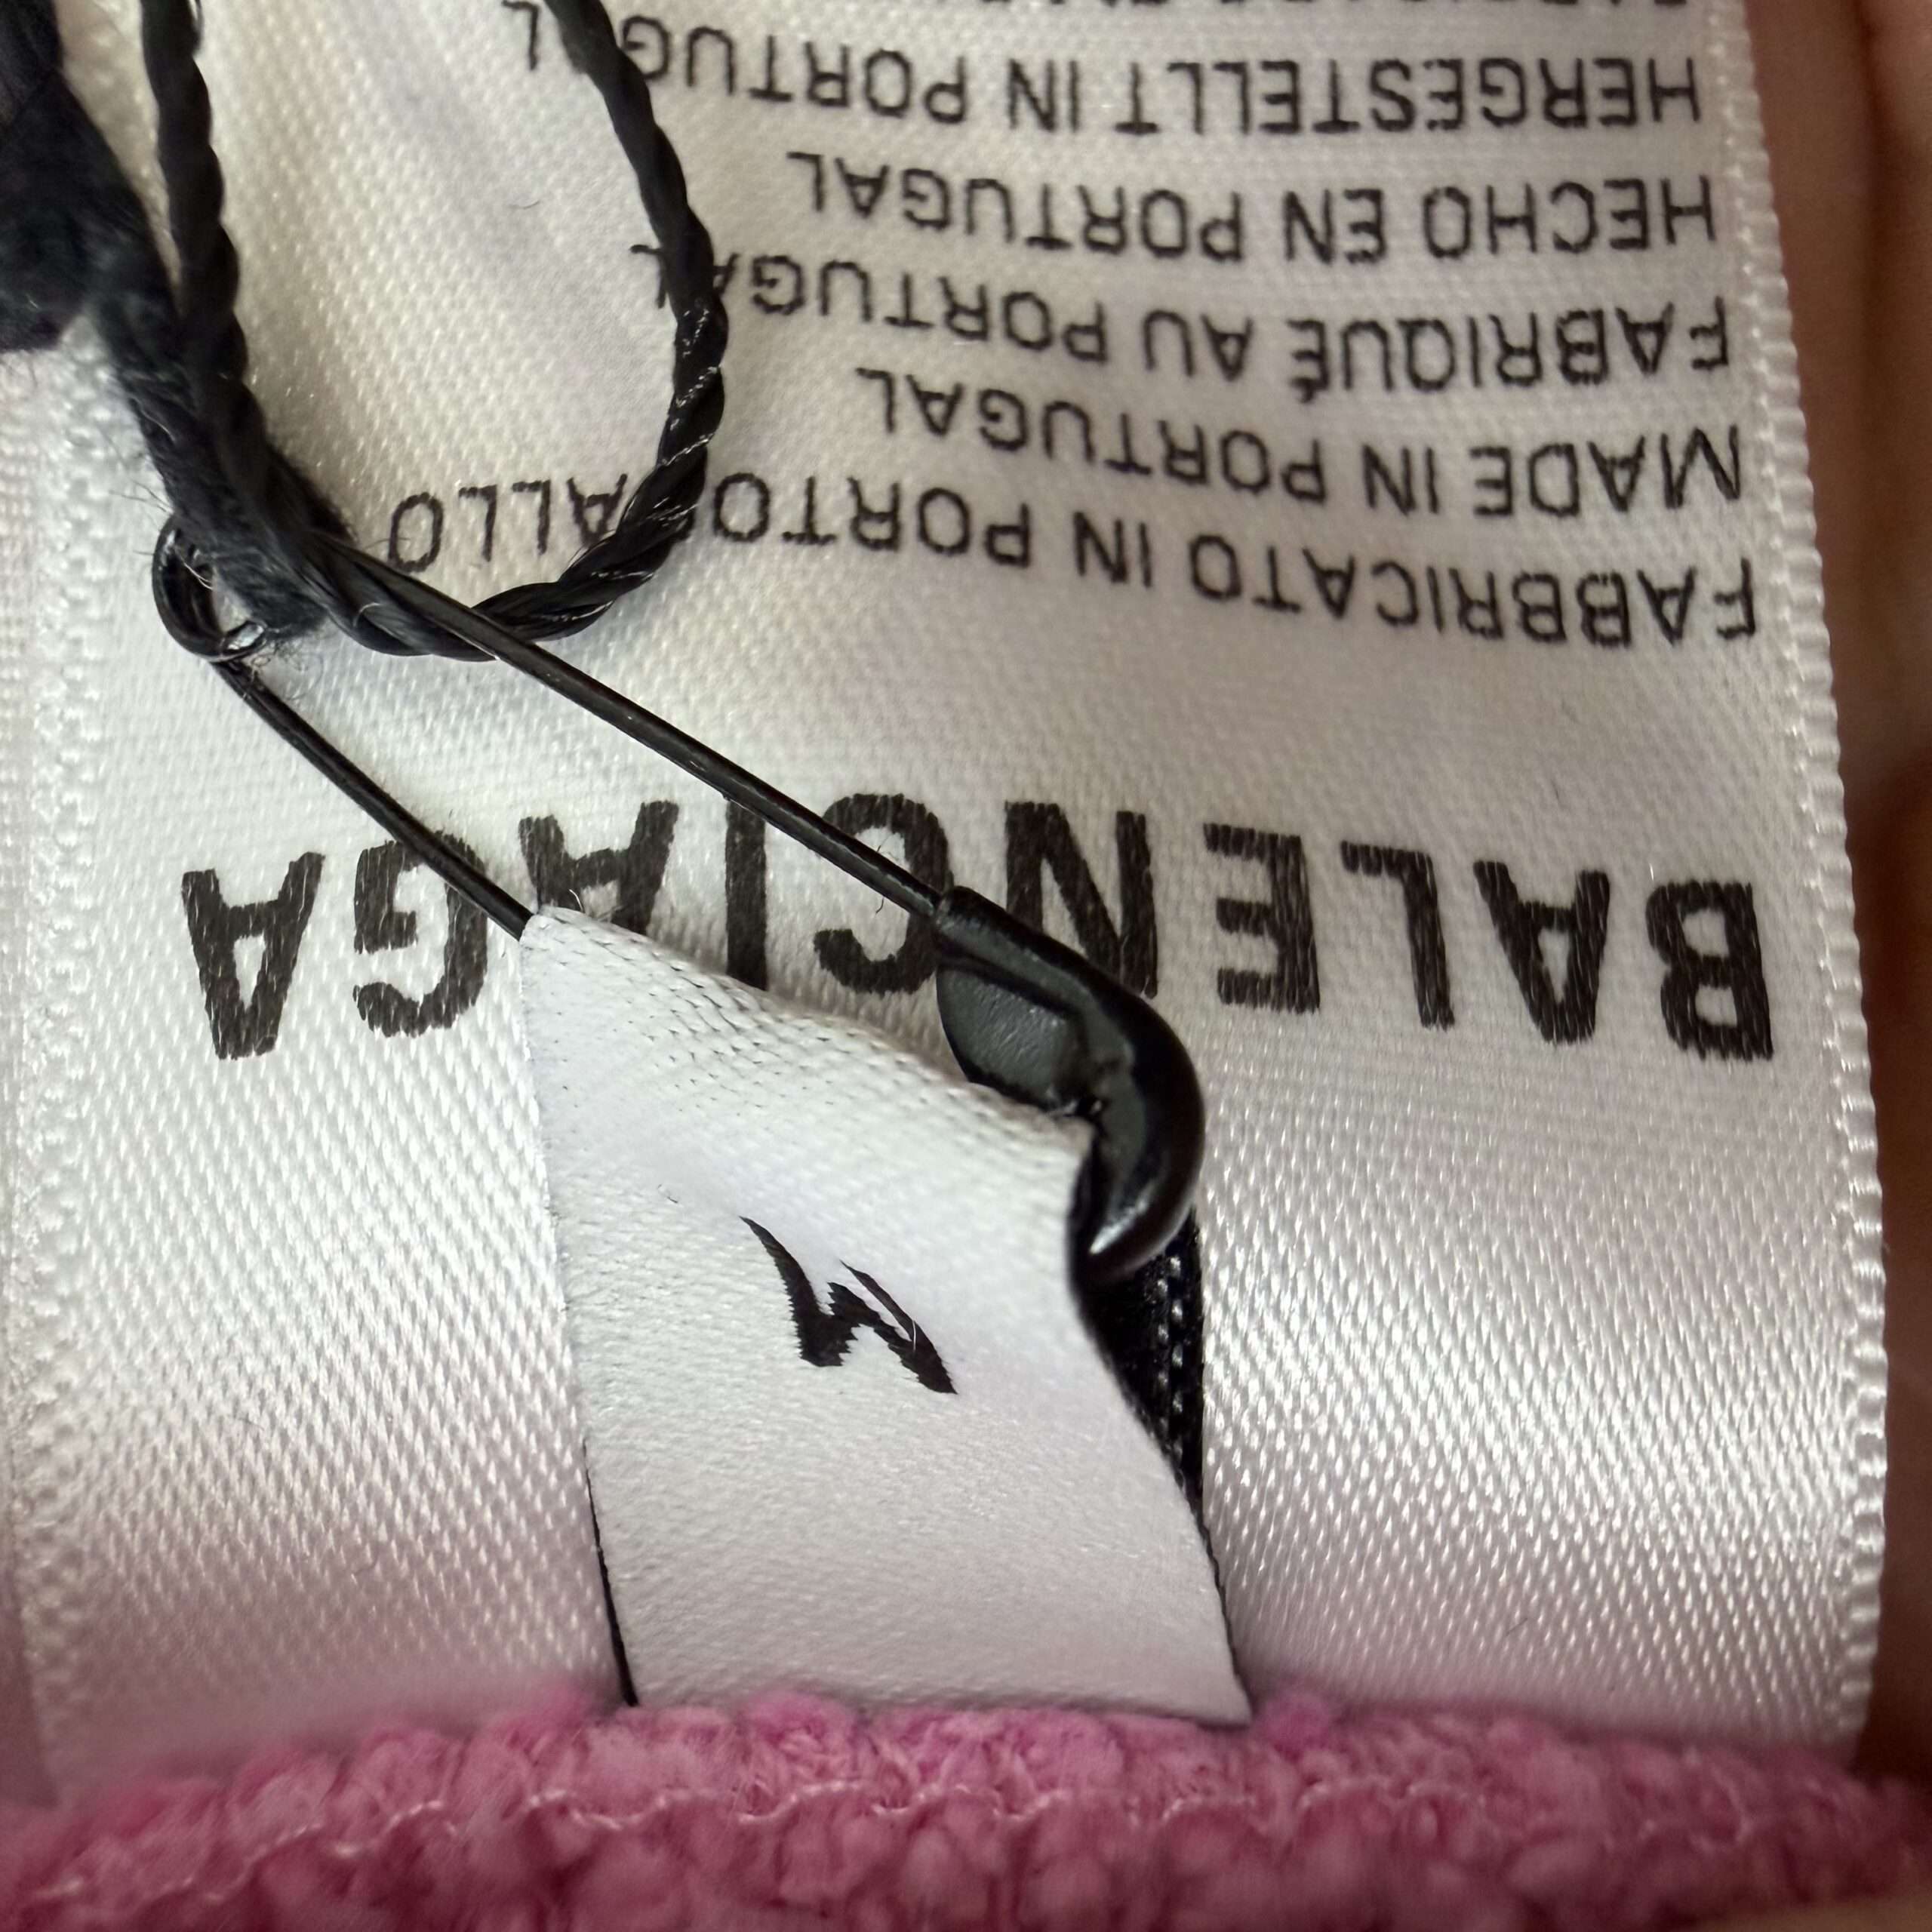 BALENCIAGA
FABBRICATO IN PORTOGALLO
MADE IN PORTUGAL
FABRIQUÉ AU PORTUGAL
HECHO EN PORTUGAL
HERGESTELLT IN PORTUGAL